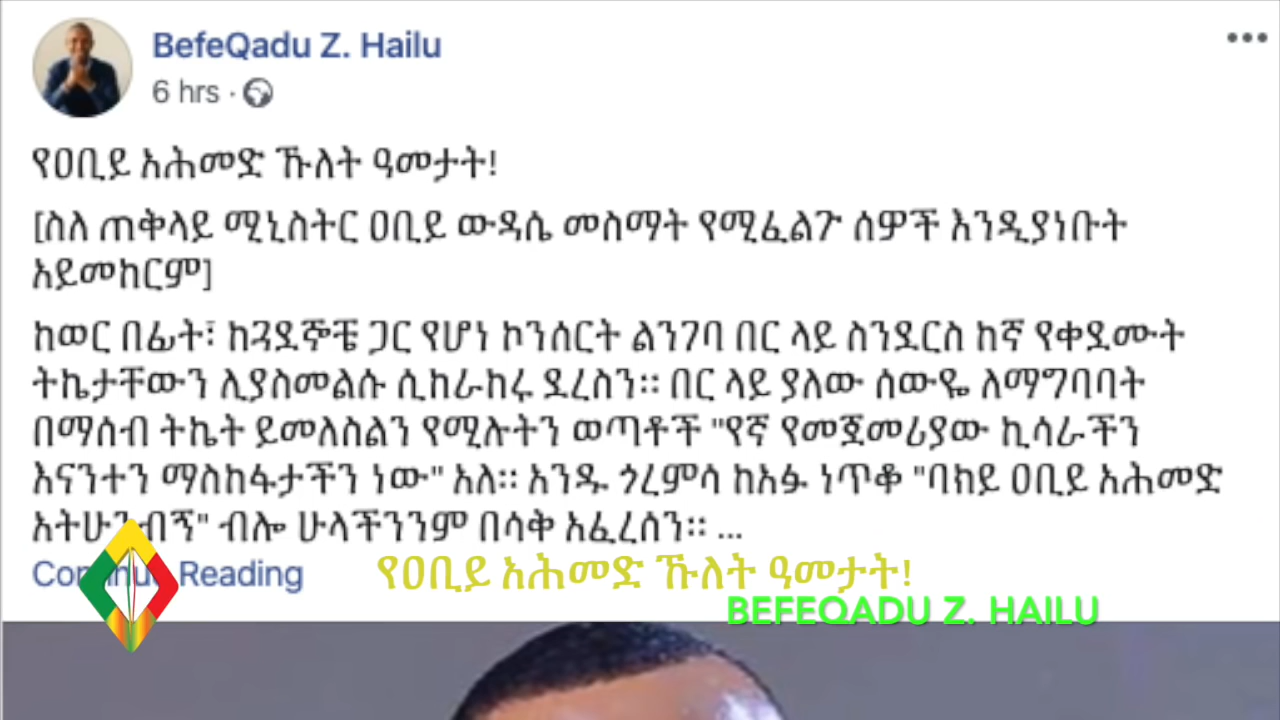 BefeQadu Z. Hailu
6 hrs ·
የዐቢይ አሕመድ ኹለት ዓመታት!
[ስለ ጠቅላይ ሚኒስትር ዐቢይ ውዳሴ መስማት የሚፈልጉ ሰዎች እንዲያነቡት
አይመከርም]
ከወር በፊት፣ ከጓደኞቼ ጋር የሆነ ኮንሰርት ልንገባ በር ላይ ስንደርስ ከኛ የቀደሙት
ትኬታቸውን ሊያስመልሱ ሲከራከሩ ደረስን። በር ላይ ያለው ሰውዬ ለማግባባት
በማሰብ ትኬት ይመለስልን የሚሉትን ወጣቶች "የኛ የመጀመሪያው ኪሳራችን
እናንተን ማስከፋታችን ነው" አለ። አንዱ ጎረምሳ ከአፉ ነጥቆ "ባክይ ዐቢይ አሕመድ
አትሁንብኝ" ብሎ ሁላችንንም በሳቅ አፈረሰን። ...
Continue Reading
የዐቢይ አሕመድ ኹለት ዓመታት!
BEFEQADU Z. HAILU